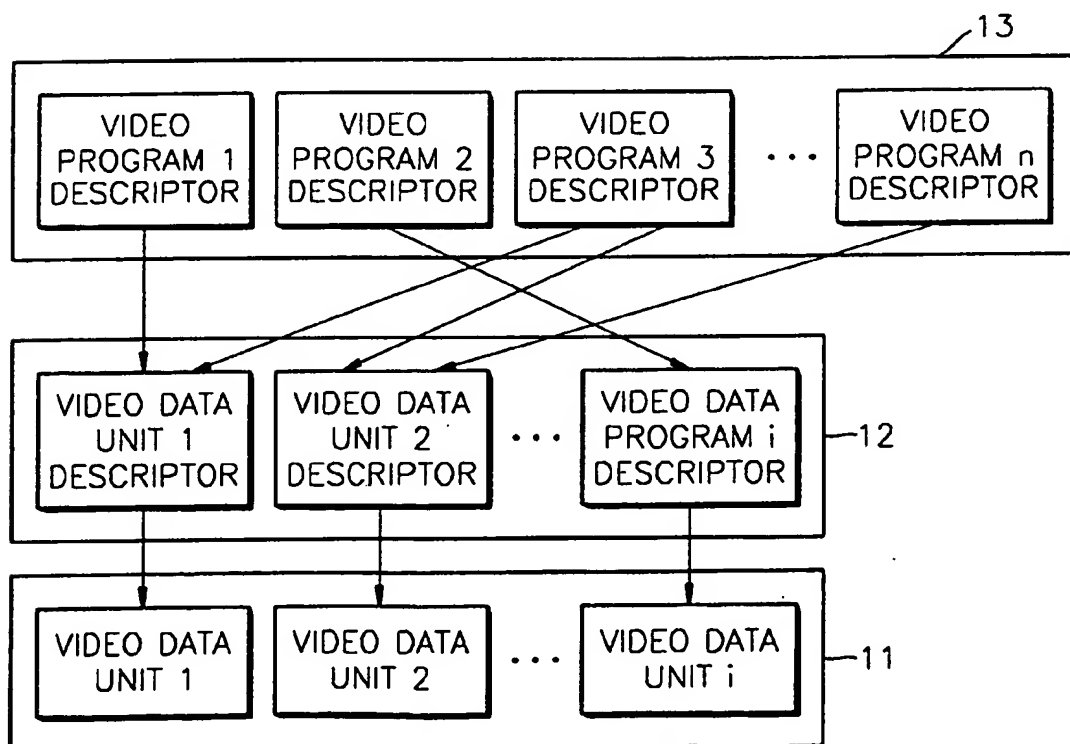 13
VIDEO
PROGRAM 1
DESCRIPTOR
VIDEO
PROGRAM 2
DESCRIPTOR
VIDEO
PROGRAM 3
DESCRIPTOR
...
VIDEO
PROGRAM n
DESCRIPTOR
VIDEO DATA
UNIT 1
DESCRIPTOR
VIDEO DATA
UNIT 2
DESCRIPTOR
...
VIDEO DATA
PROGRAM i
DESCRIPTOR
12
VIDEO DATA
UNIT 1
VIDEO DATA
UNIT 2
...
VIDEO DATA
UNIT i
11